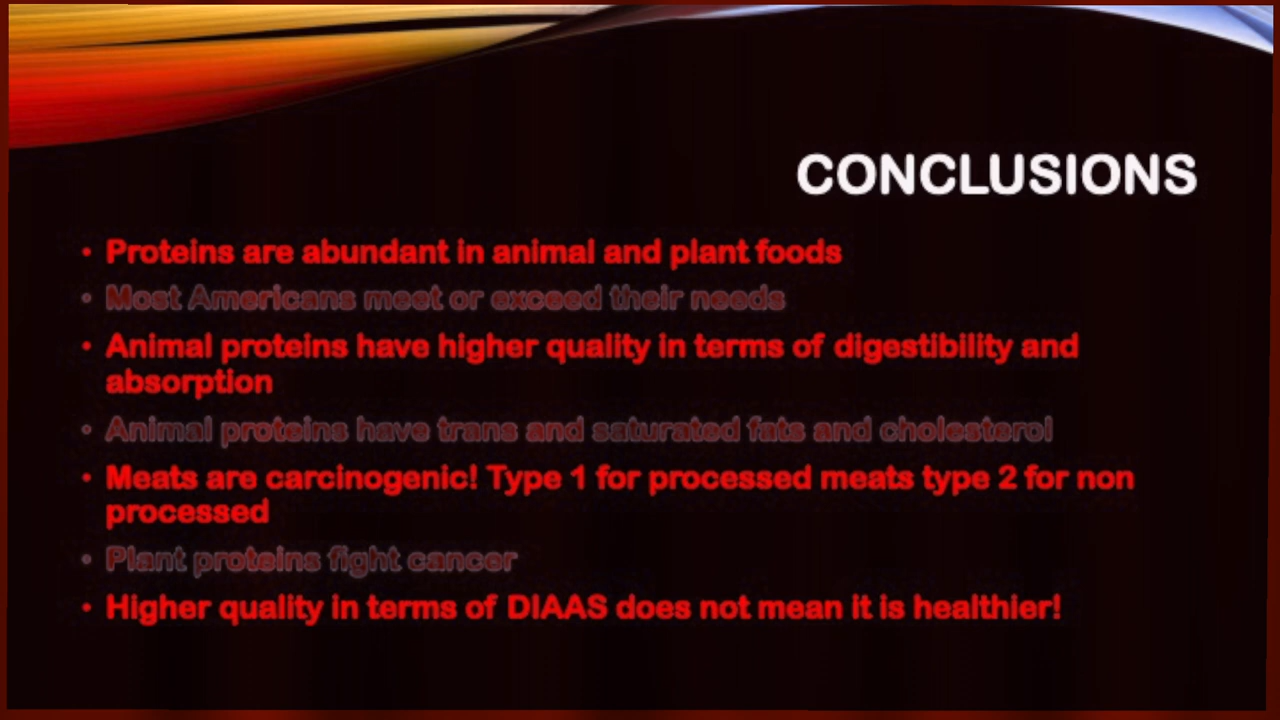 CONCLUSIONS
• Proteins are abundant in animal and plant foods
• Most Americans meet or exceed their needs
• Animal proteins have higher quality in terms of digestibility and
absorption
• Animal proteins have trans and saturated fats and cholesterol
• Meats are carcinogenic! Type 1 for processed meats type 2 for non
processed
• Plant proteins fight cancer
• Higher quality in terms of DIAAS does not mean it is healthier!